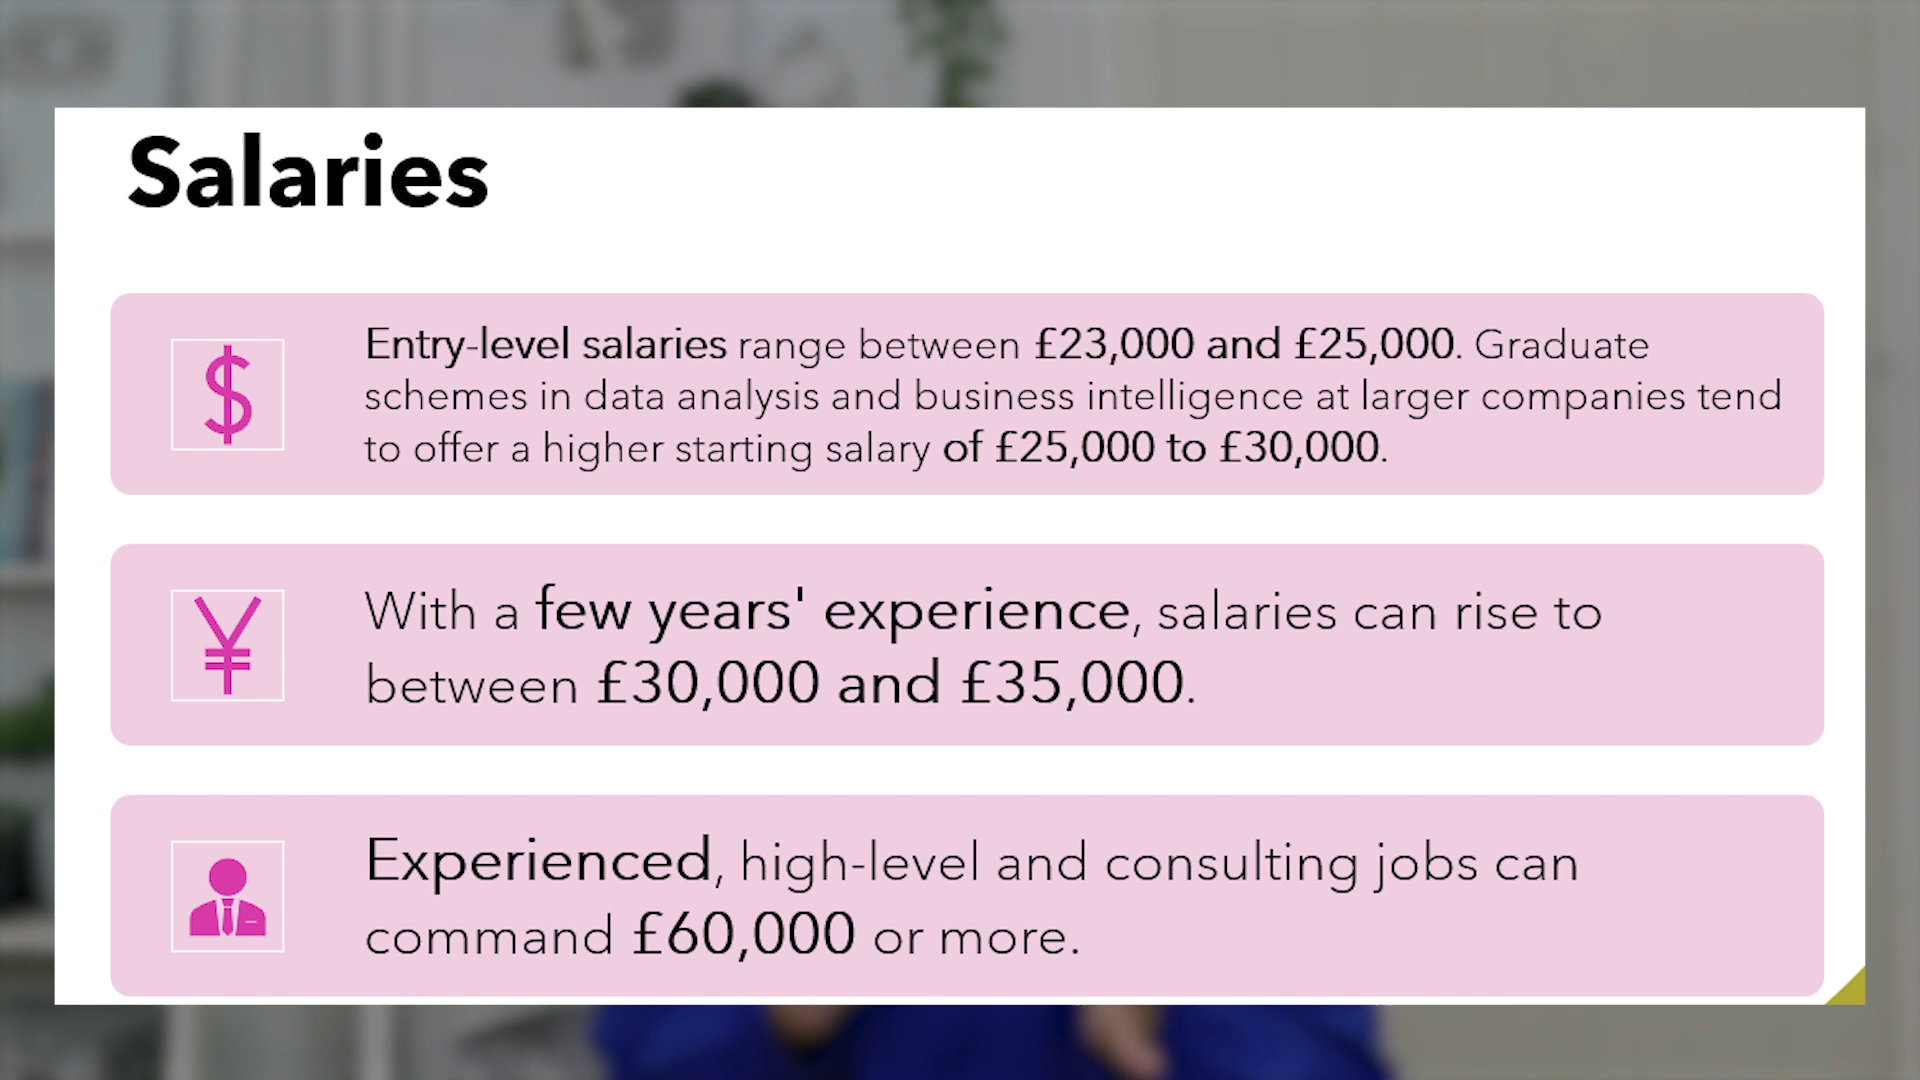 Salaries
Entry-level salaries range between £23,000 and £25,000. Graduate
schemes in data analysis and business intelligence at larger companies tend
to offer a higher starting salary of £25,000 to £30,000.
With a few years' experience, salaries can rise to
between £30,000 and £35,000.
Experienced, high-level and consulting jobs can
command £60,000 or more.